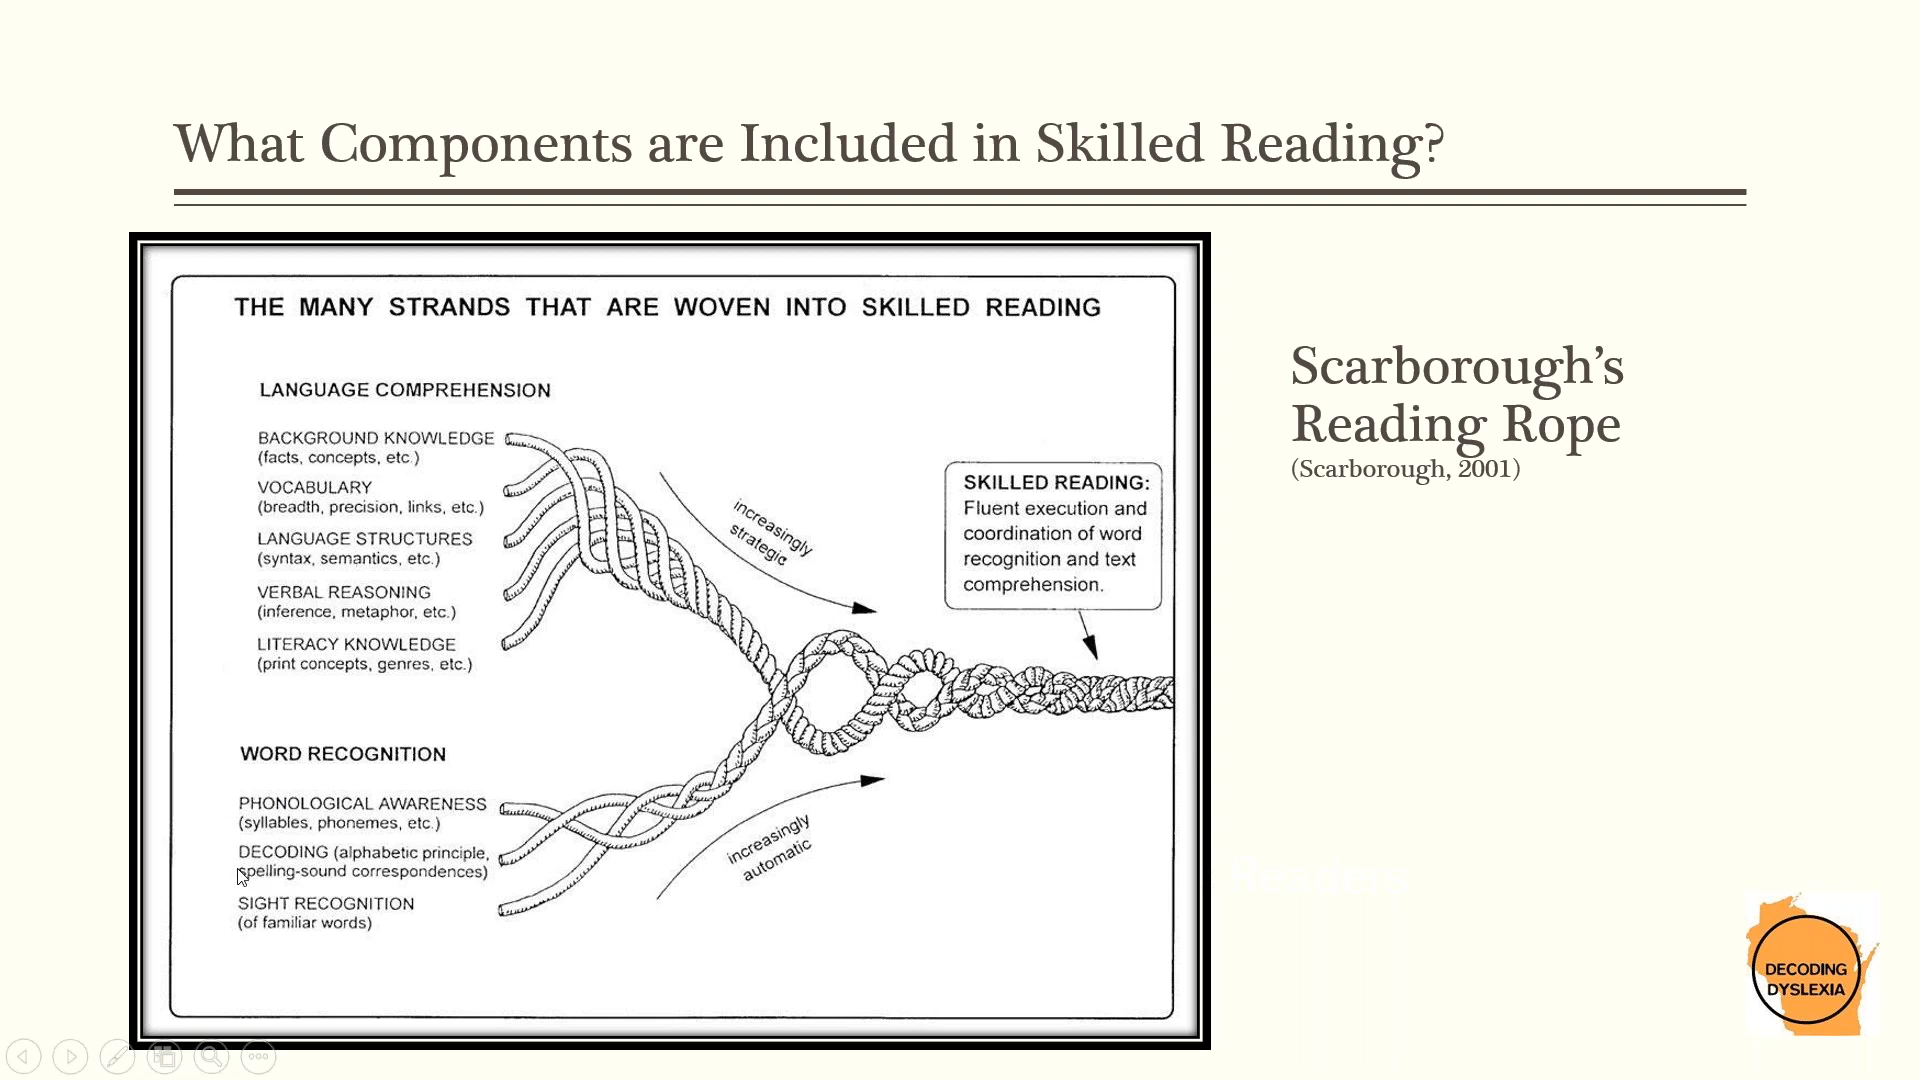 What Components are Included in Skilled Reading?
THE MANY STRANDS THAT ARE WOVEN INTO SKILLED READING
LANGUAGE COMPREHENSION
BACKGROUND KNOWLEDGE
(facts, concepts, etc.)
VOCABULARY
(breadth, precision, links, etc.)
LANGUAGE STRUCTURES
(syntax, semantics, etc.)
VERBAL REASONING
(inference, metaphor, etc.)
LITERACY KNOWLEDGE
(print concepts, genres, etc.)
increasingly
strategic
SKILLED READING:
Fluent execution and
coordination of word
recognition and text
comprehension.
WORD RECOGNITION
PHONOLOGICAL AWARENESS
(syllables, phonemes, etc.)
DECODING (alphabetic principle,
spelling-sound correspondences)
SIGHT RECOGNITION
(of familiar words)
increasingly
automatic
Scarborough’s
Reading Rope
(Scarborough, 2001)
DECODING
DYSLEXIA